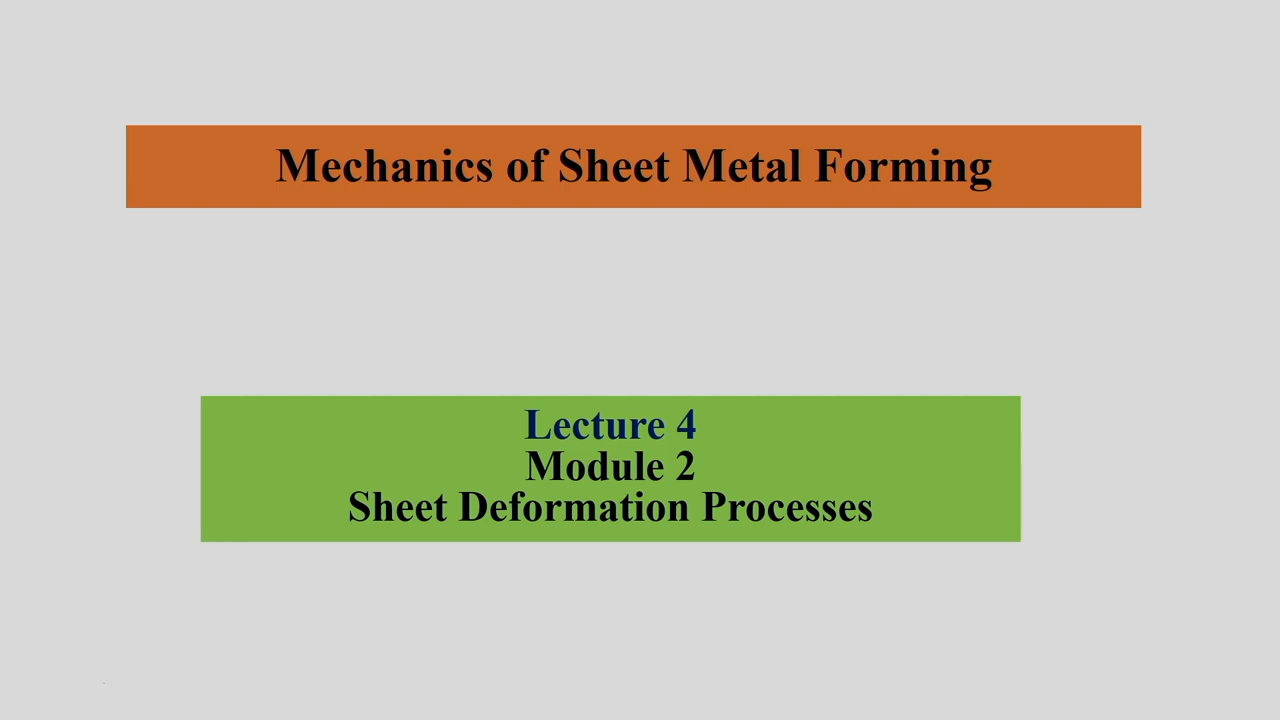 Mechanics of Sheet Metal Forming
Lecture 4
Module 2
Sheet Deformation Processes